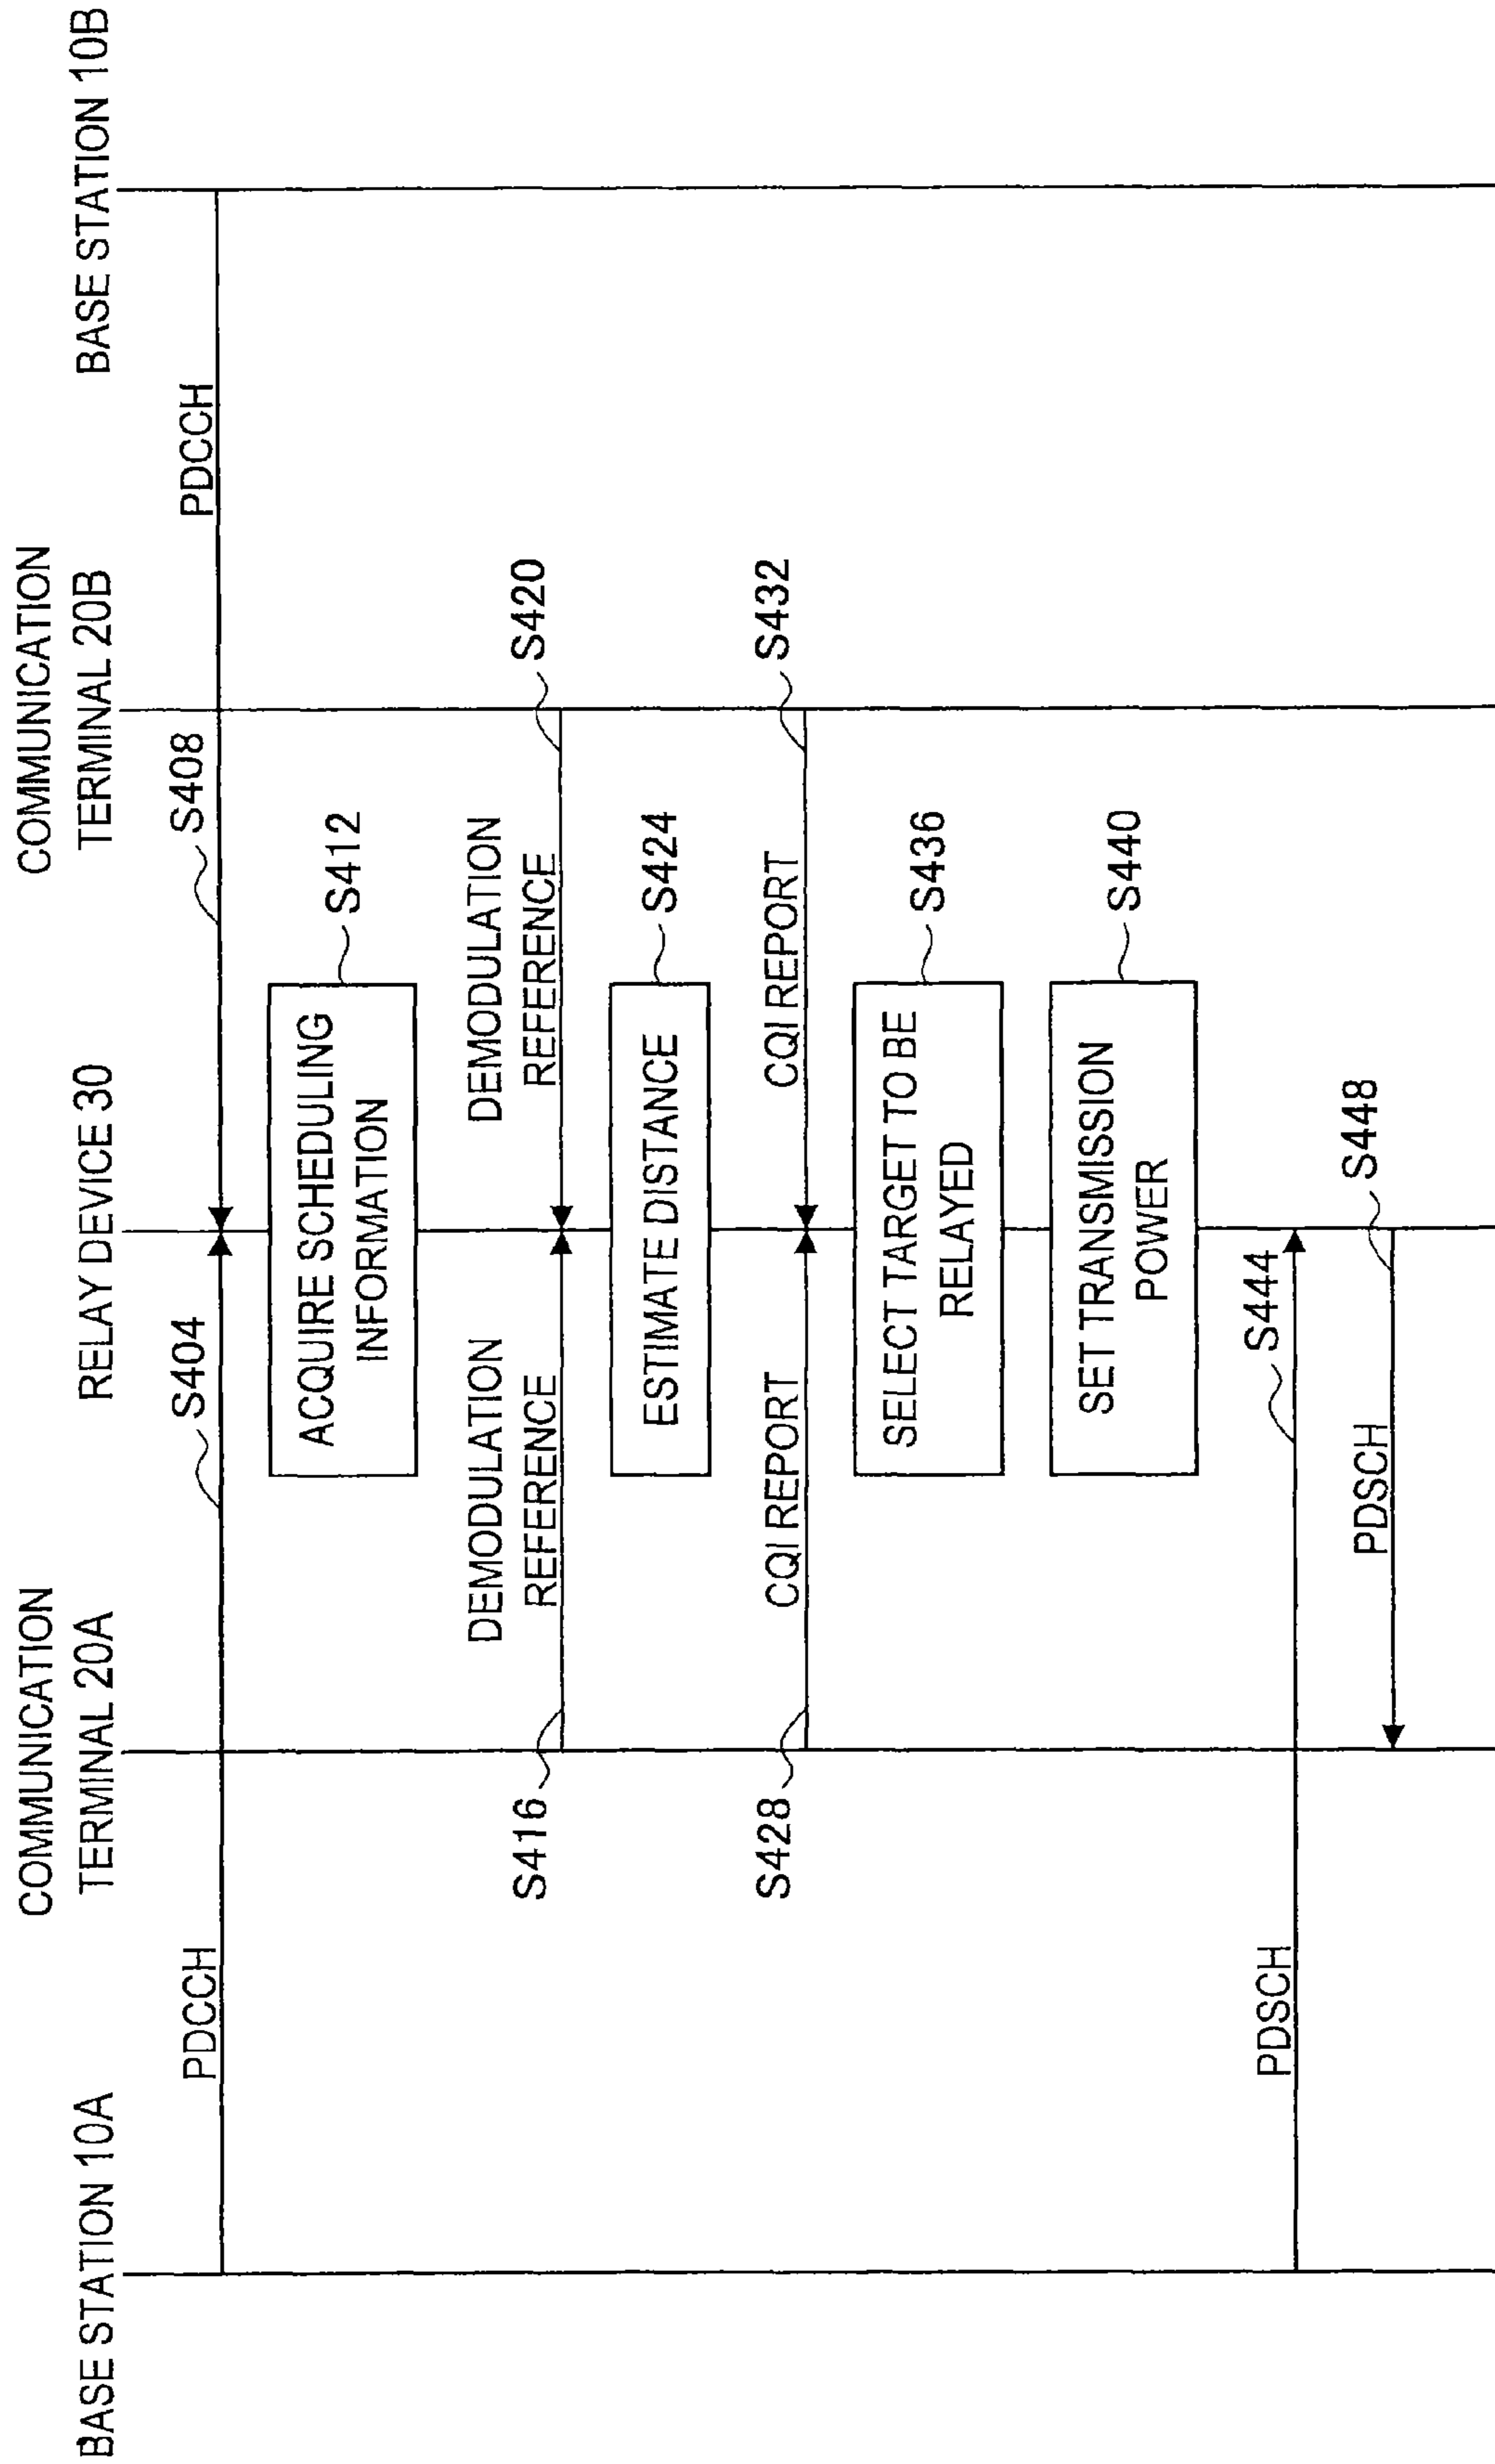 BASE STATION 10A
COMMUNICATION
TERMINAL 20A
RELAY DEVICE 30
COMMUNICATION
TERMINAL 20B
BASE STATION 10B
PDCCH
S404
S408
PDCCH
ACQUIRE SCHEDULING
INFORMATION
S412
S416
DEMODULATION
REFERENCE
DEMODULATION
REFERENCE
S420
ESTIMATE DISTANCE
S424
S428
CQI REPORT
CQI REPORT
S432
SELECT TARGET TO BE
RELAYED
S436
SET TRANSMISSION
POWER
S440
PDSCH
S444
PDSCH
S448